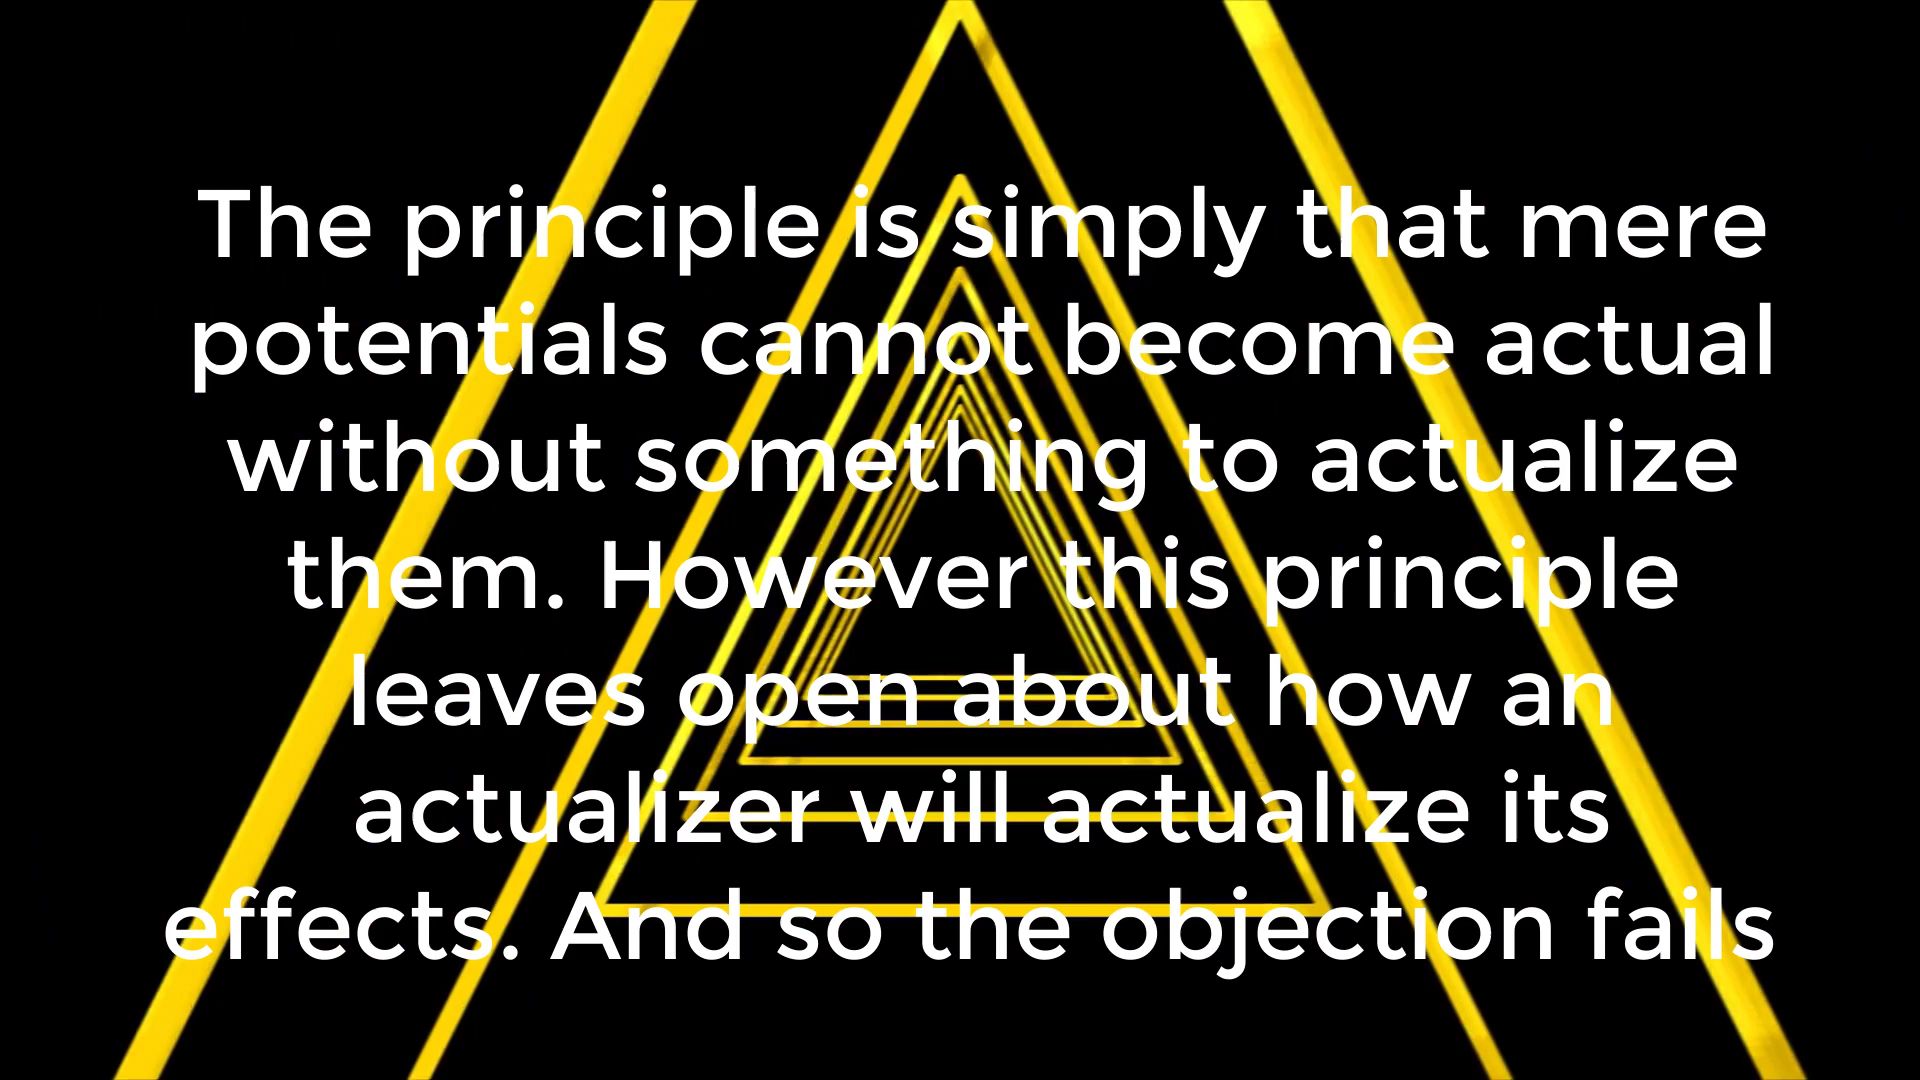 The principle is simply that mere
potentials cannot become actual
without something to actualize
them. However this principle
leaves open about how an
actualizer will actualize its
effects. And so the objection fails